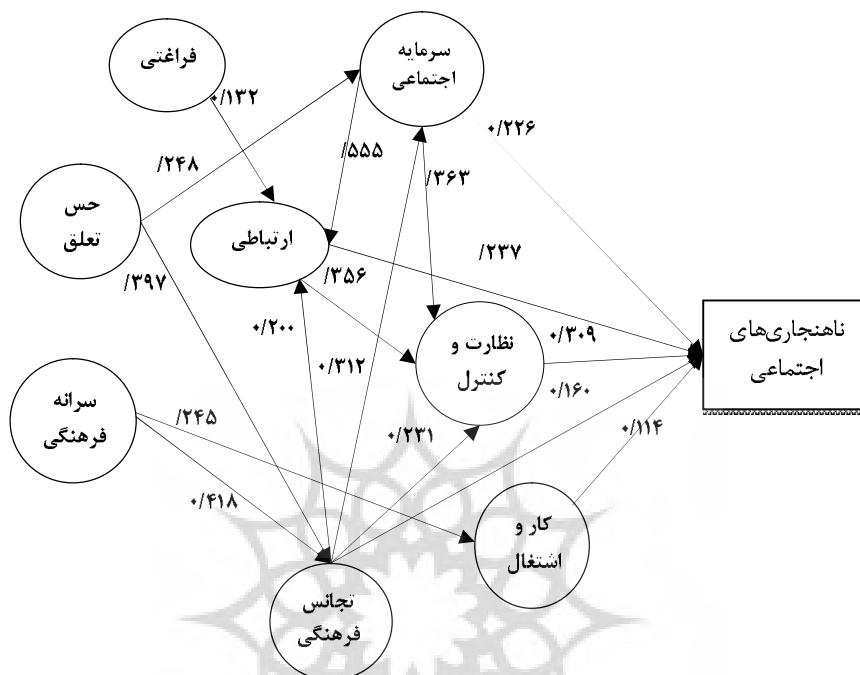 فراغتی
سرمایه
اجتماعی
۰/۱۳۲
۰/۲۲۶
/۵۵۵
/۲۴۸
/۳۶۳
حس
تعلق
ارتباطی
/۲۳۷
/۳۹۷
/۳۵۶
۰/۲۰۰
نظارت و
کنترل
۰/۳۰۹
ناهنجاری‌های
اجتماعی
۰/۳۱۲
۰/۱۶۰
سرانه
فرهنگی
/۲۴۵
۰/۲۳۱
۰/۱۱۴
۰/۴۱۸
کار و
اشتغال
تجانس
فرهنگی